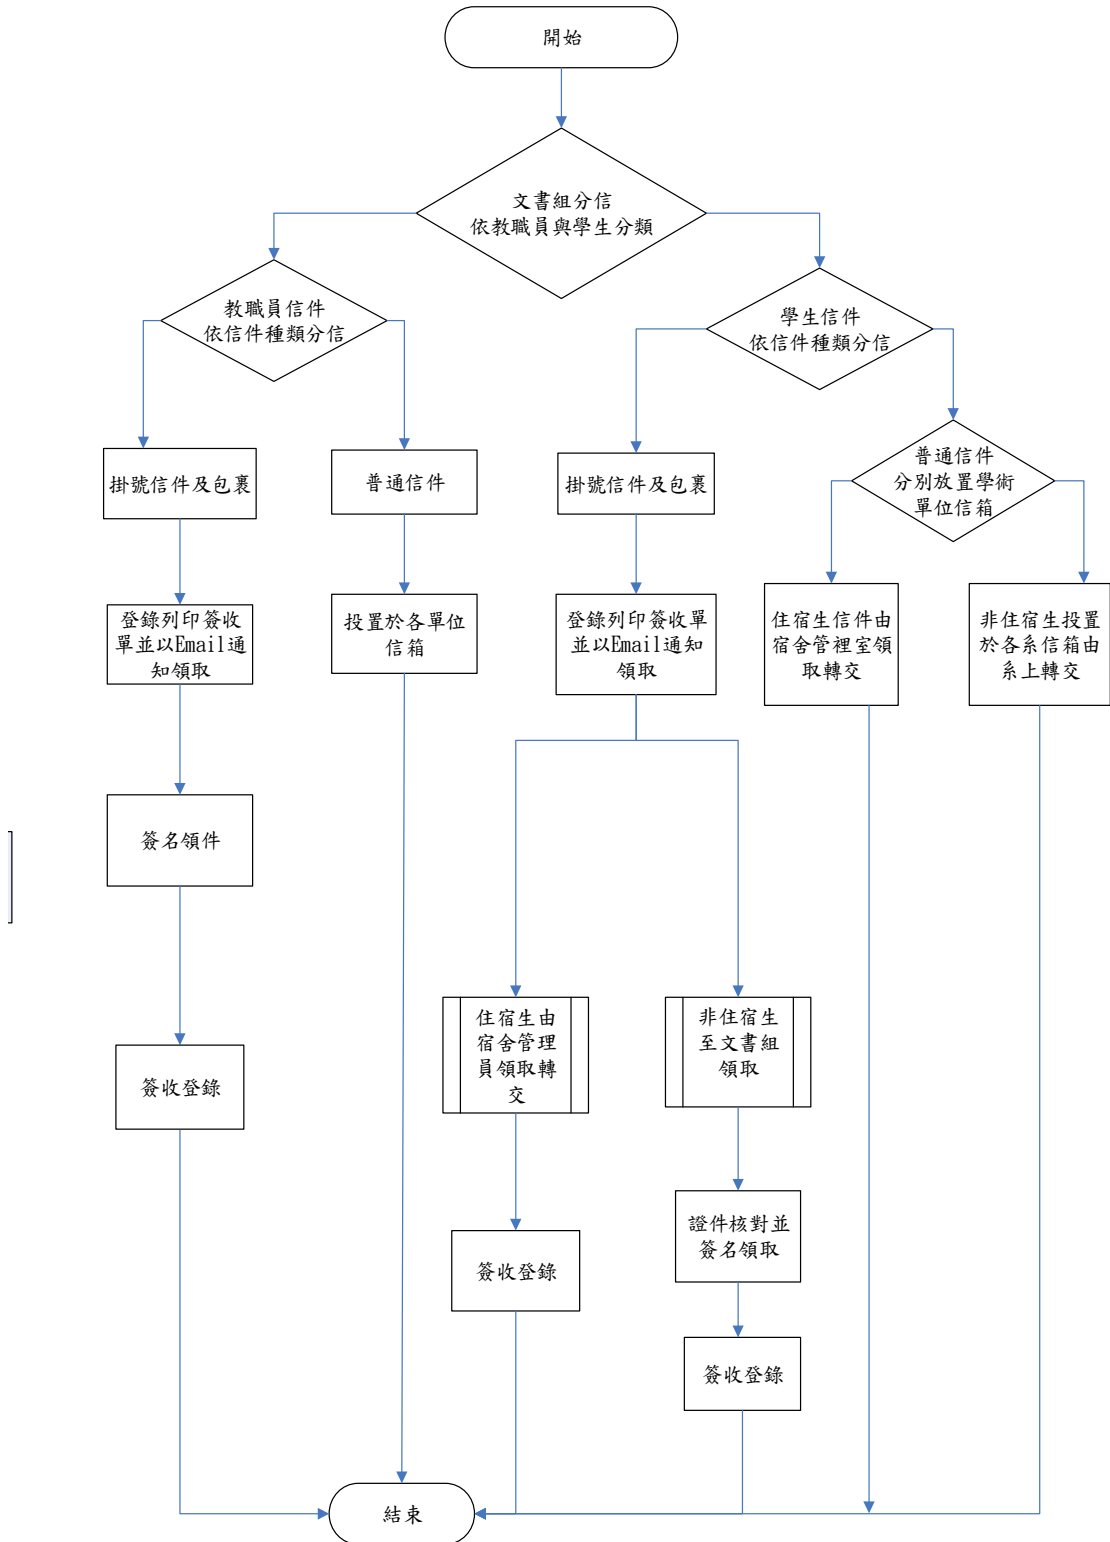 開始
文書組分信
依教職員與學生分類
教職員信件
依信件種類分信
學生信件
依信件種類分信
掛號信件及包裹
普通信件
掛號信件及包裹
普通信件
分別放置學術
單位信箱
登錄列印簽收
單並以Email通
知領取
投置於各單位
信箱
登錄列印簽收單
並以Email通知
領取
住宿生信件由
宿舍管裡室領
取轉交
非住宿生投置
於各系信箱由
系上轉交
簽名領件
住宿生由
宿舍管理
員領取轉
交
非住宿生
至文書組
領取
簽收登錄
證件核對並
簽名領取
簽收登錄
簽收登錄
結束